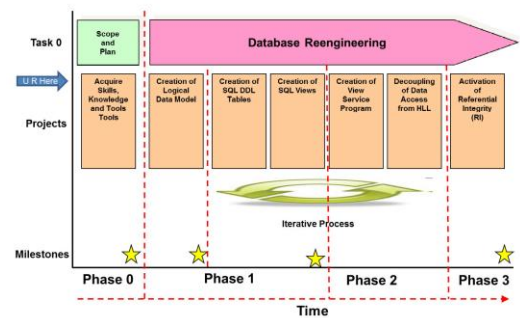 Task 0
Scope
and
Plan
Database Reengineering
U R Here
Projects
Acquire
Skills,
Knowledge
and Tools
Tools
Creation of
Logical
Data Model
Creation of
SQL DDL
Tables
Creation of
SQL Views
Creation of
View
Service
Program
Decoupling
of Data
Access
from HLL
Activation
of
Referential
Integrity
(RI)
Iterative Process
Milestones
Phase 0
Phase 1
Phase 2
Phase 3
Time